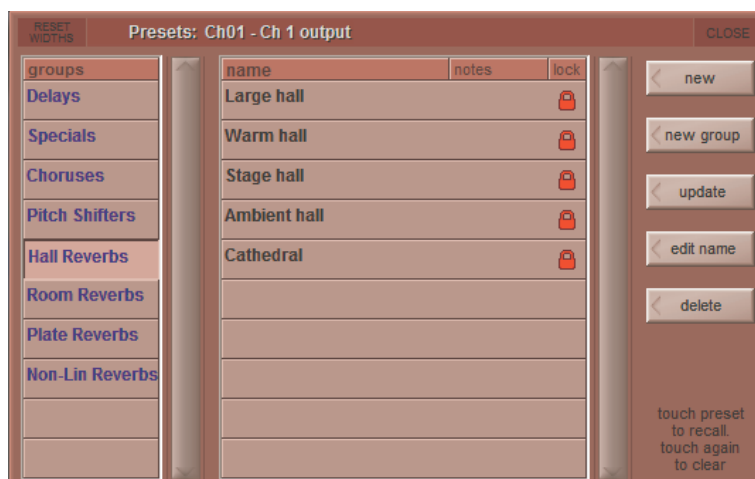 RESET
WIDTHS
Presets: Ch01 - Ch 1 output
CLOSE
groups
Delays
Specials
Choruses
Pitch Shifters
Hall Reverbs
Room Reverbs
Plate Reverbs
Non-Lin Reverbs
name notes lock
Large hall
Warm hall
Stage hall
Ambient hall
Cathedral
new
new group
update
edit name
delete
touch preset
to recall.
touch again
to clear